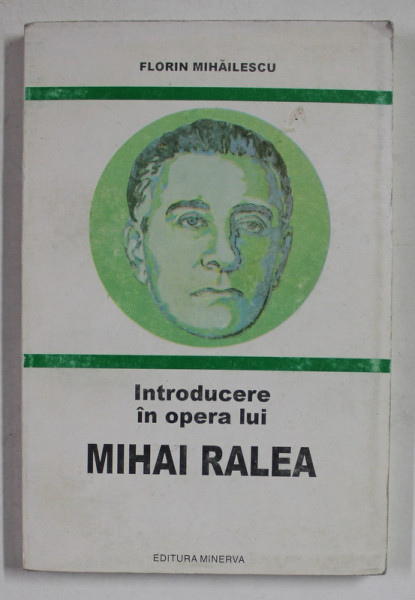 FLORIN MIHĂILESCU
Introducere
în opera lui
MIHAI RALEA
EDITURA MINERVA